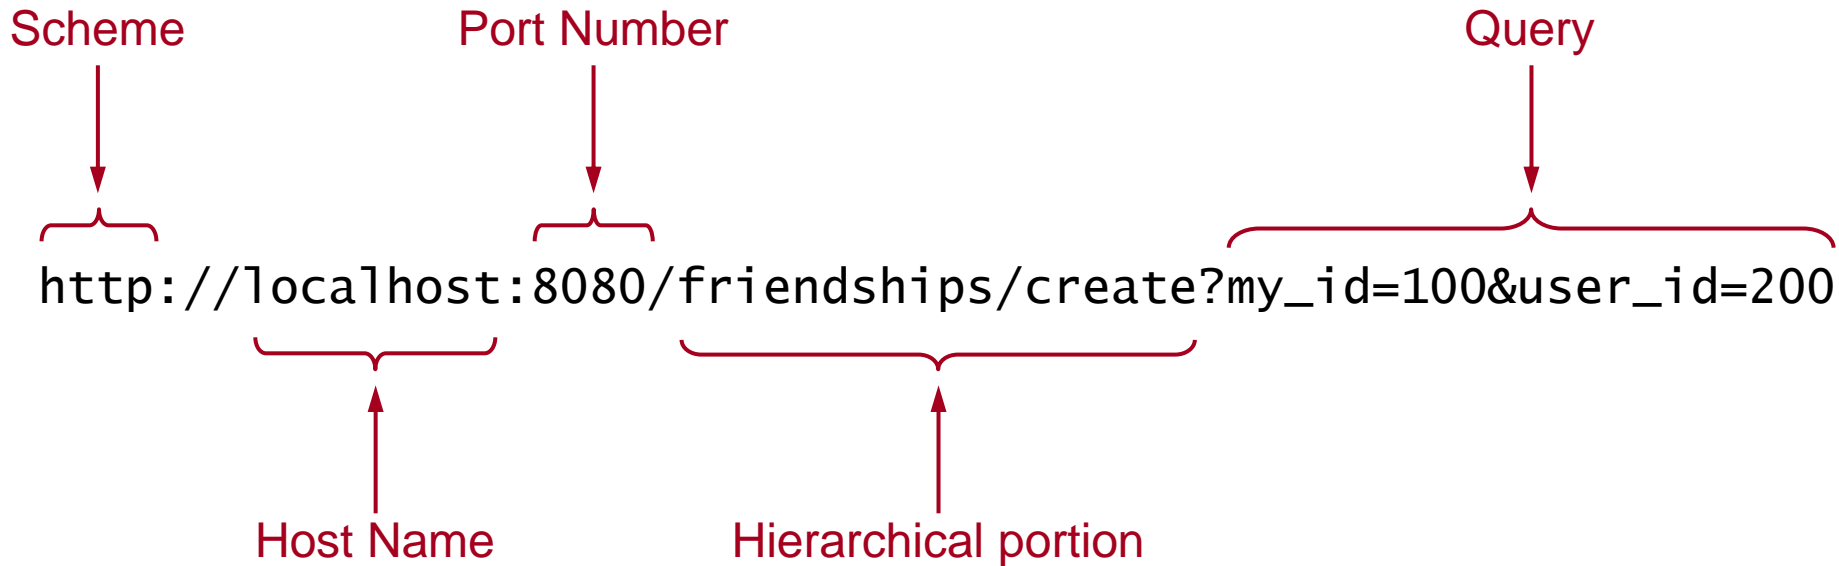 Scheme Port Number Query
http://localhost:8080/friendships/create?my_id=100&user_id=200
Host Name Hierarchical portion